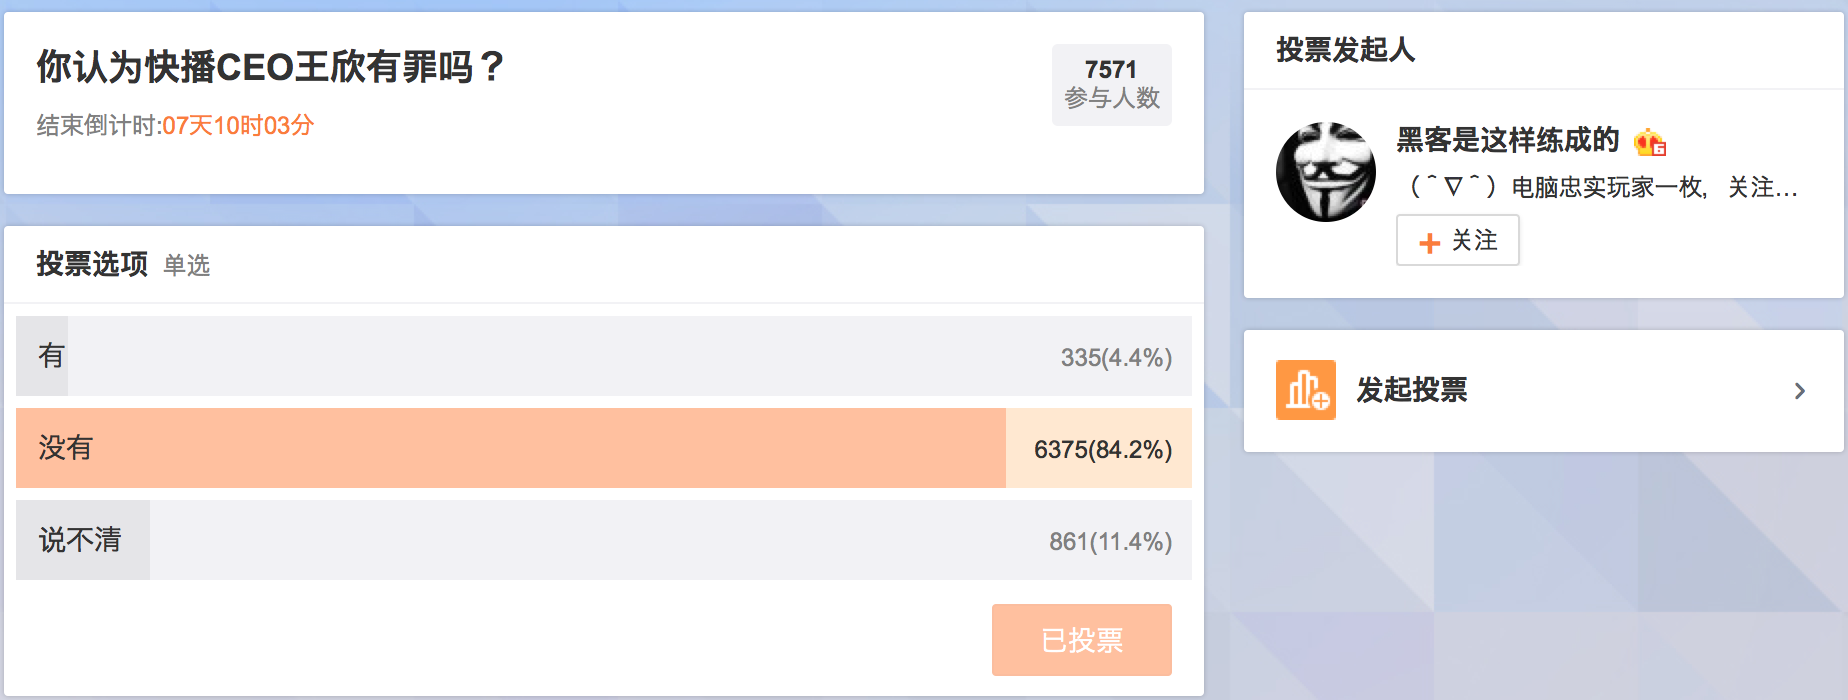 你认为快播CEO王欣有罪吗？
结束倒计时:07天10时03分
7571
参与人数
投票选项 单选
有 335(4.4%)
没有 6375(84.2%)
说不清 861(11.4%)
已投票
投票发起人
黑客是这样练成的 6
（＾∇＾）电脑忠实玩家一枚，关注...
+ 关注
发起投票